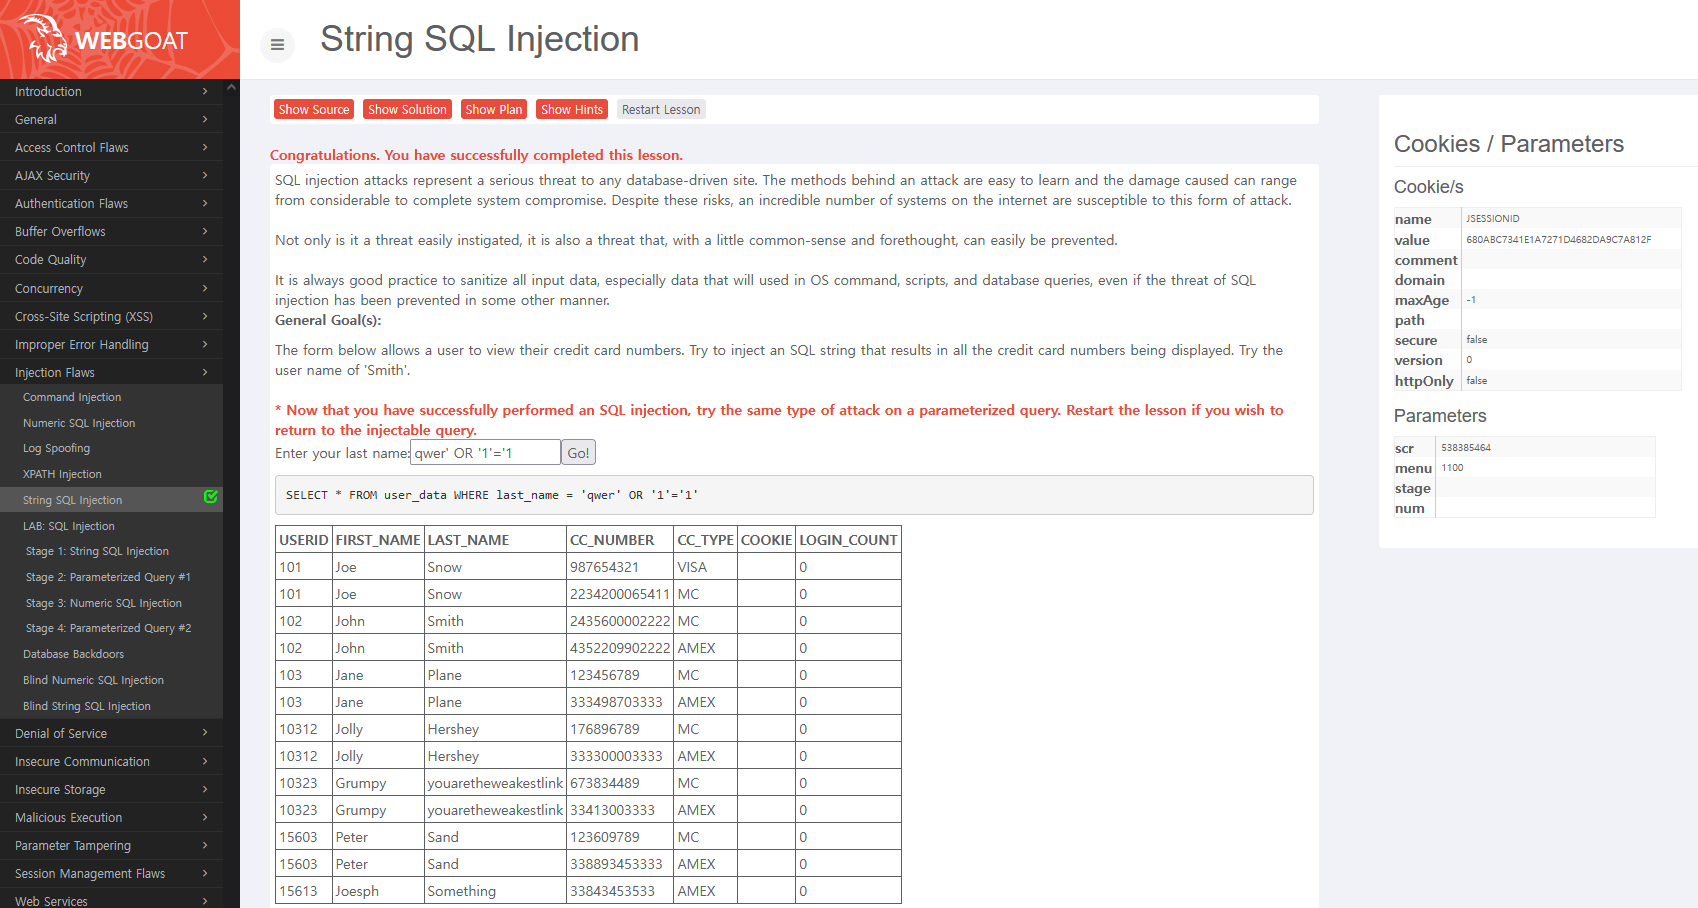 WEBGOAT
String SQL Injection
Introduction
General
Access Control Flaws
AJAX Security
Authentication Flaws
Buffer Overflows
Code Quality
Concurrency
Cross-Site Scripting (XSS)
Improper Error Handling
Injection Flaws
Command Injection
Numeric SQL Injection
Log Spoofing
XPATH Injection
String SQL Injection
LAB: SQL Injection
Stage 1: String SQL Injection
Stage 2: Parameterized Query #1
Stage 3: Numeric SQL Injection
Stage 4: Parameterized Query #2
Database Backdoors
Blind Numeric SQL Injection
Blind String SQL Injection
Denial of Service
Insecure Communication
Insecure Storage
Malicious Execution
Parameter Tampering
Session Management Flaws
Web Services
Show Source Show Solution Show Plan Show Hints Restart Lesson
Congratulations. You have successfully completed this lesson.
SQL injection attacks represent a serious threat to any database-driven site. The methods behind an attack are easy to learn and the damage caused can range
from considerable to complete system compromise. Despite these risks, an incredible number of systems on the internet are susceptible to this form of attack.
Not only is it a threat easily instigated, it is also a threat that, with a little common-sense and forethought, can easily be prevented.
It is always good practice to sanitize all input data, especially data that will used in OS command, scripts, and database queries, even if the threat of SQL
injection has been prevented in some other manner.
General Goal(s):
The form below allows a user to view their credit card numbers. Try to inject an SQL string that results in all the credit card numbers being displayed. Try the
user name of 'Smith'.
* Now that you have successfully performed an SQL injection, try the same type of attack on a parameterized query. Restart the lesson if you wish to
return to the injectable query.
Enter your last name: qwer' OR '1'='1 Go!
SELECT * FROM user_data WHERE last_name = 'qwer' OR '1'='1'
USERID FIRST_NAME LAST_NAME CC_NUMBER CC_TYPE COOKIE LOGIN_COUNT
101 Joe Snow 987654321 VISA 0
101 Joe Snow 2234200065411 MC 0
102 John Smith 2435600002222 MC 0
102 John Smith 4352209902222 AMEX 0
103 Jane Plane 123456789 MC 0
103 Jane Plane 333498703333 AMEX 0
10312 Jolly Hershey 176896789 MC 0
10312 Jolly Hershey 333300003333 AMEX 0
10323 Grumpy youaretheweakestlink 673834489 MC 0
10323 Grumpy youaretheweakestlink 33413003333 AMEX 0
15603 Peter Sand 123609789 MC 0
15603 Peter Sand 338893453333 AMEX 0
15613 Joesph Something 33843453533 AMEX 0
Cookies / Parameters
Cookie/s
name JSESSIONID
value 680ABC7341E1A7271D4682DA9C7A812F
comment
domain
maxAge -1
path
secure false
version 0
httpOnly false
Parameters
scr 538385464
menu 1100
stage
num